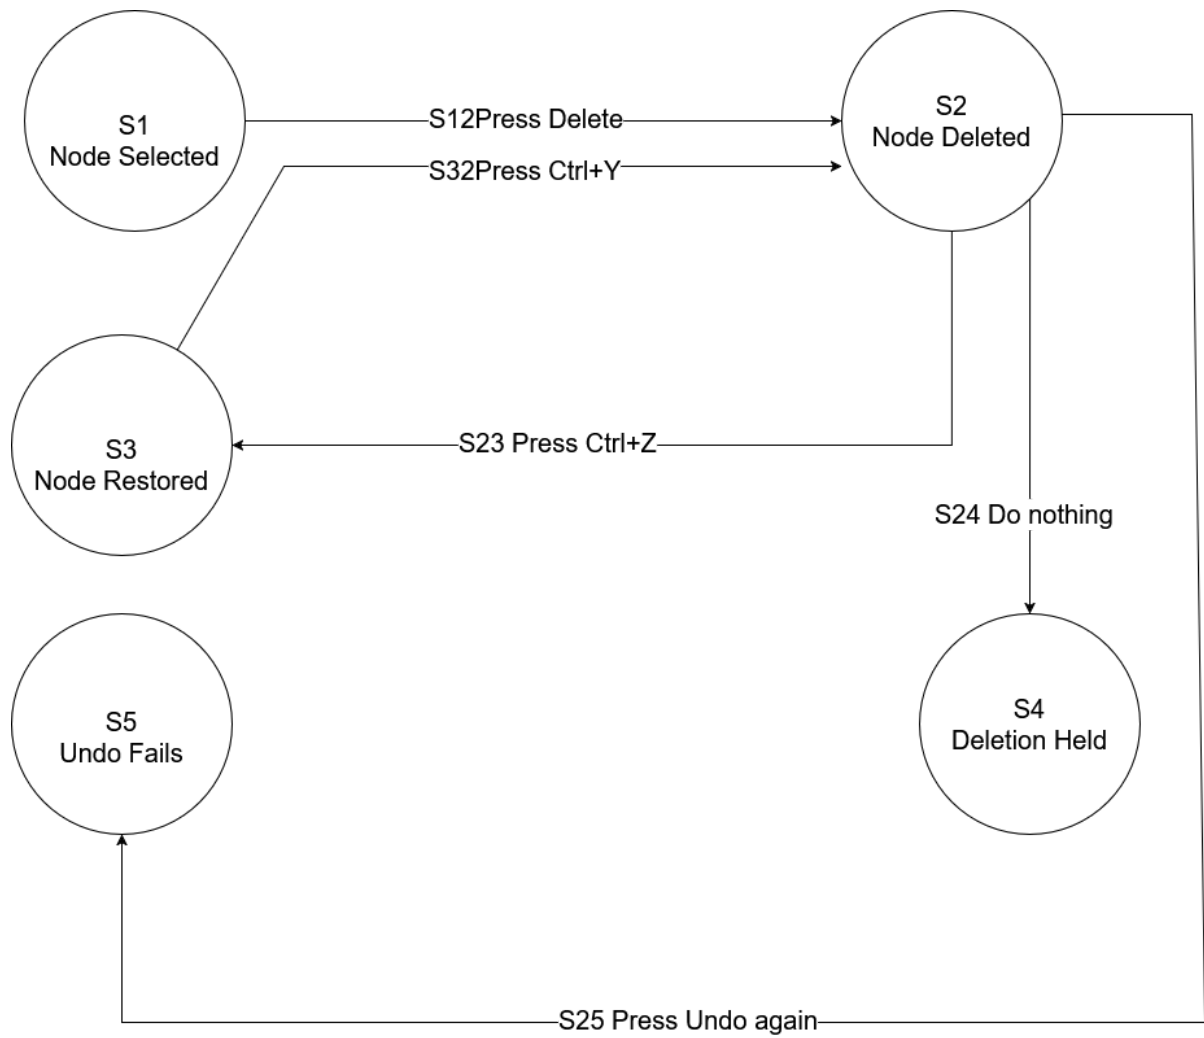 S1
Node Selected
S12Press Delete
S2
Node Deleted
S32Press Ctrl+Y
S3
Node Restored
S23 Press Ctrl+Z
S24 Do nothing
S5
Undo Fails
S4
Deletion Held
S25 Press Undo again